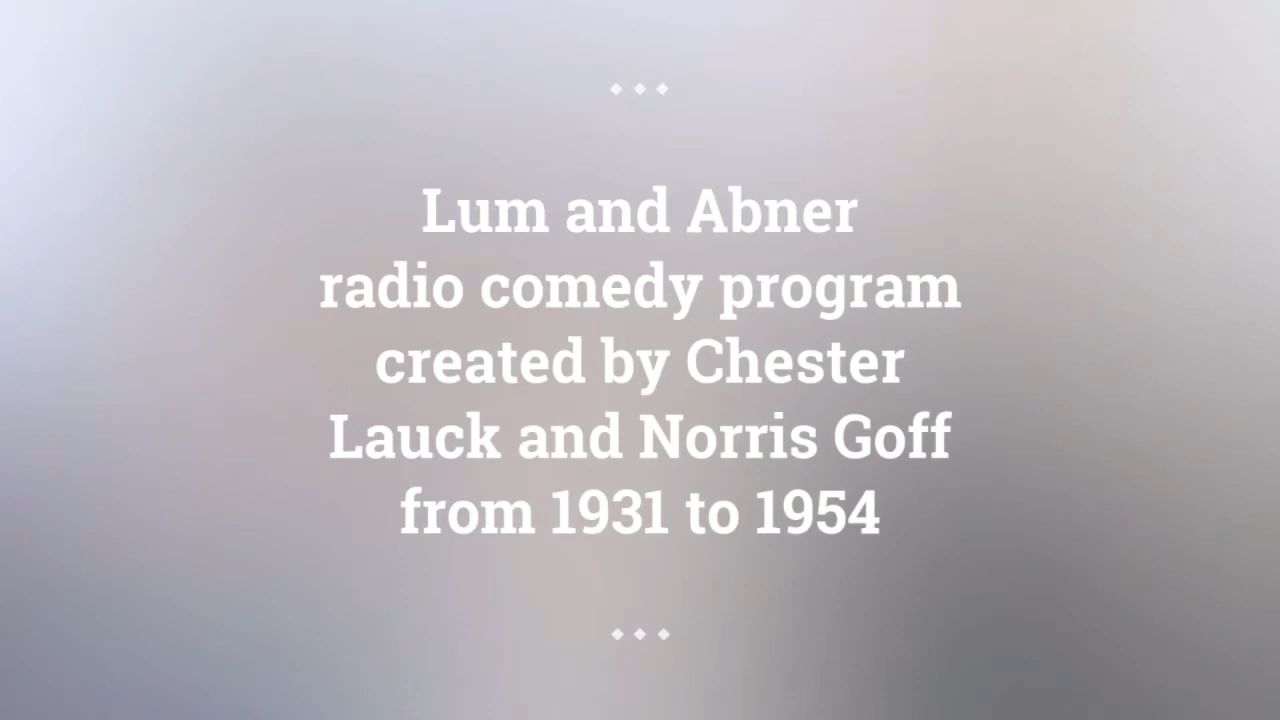 Lum and Abner
radio comedy program
created by Chester
Lauck and Norris Goff
from 1931 to 1954